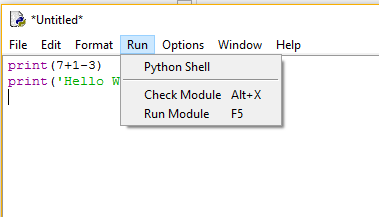 *Untitled*
File Edit Format Run Options Window Help
print(7+1-3)
print('Hello W
Python Shell
Check Module Alt+X
Run Module F5